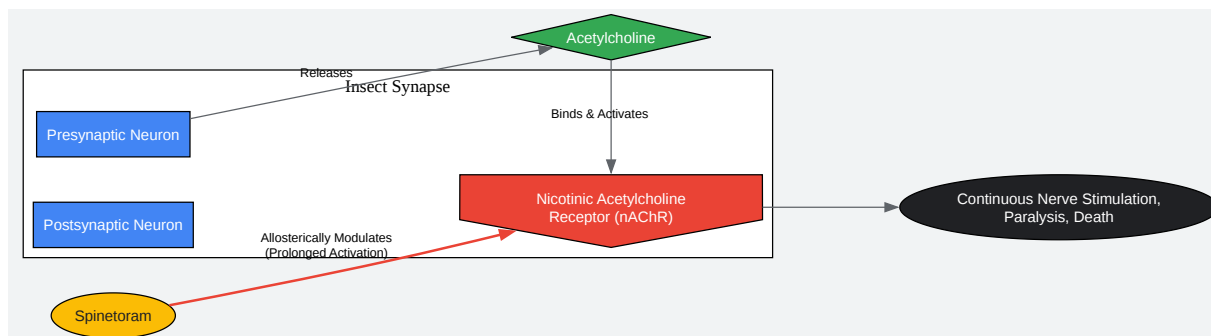 Acetylcholine
Releases
Insect Synapse
Binds & Activates
Presynaptic Neuron
Nicotinic Acetylcholine
Receptor (nAChR)
Continuous Nerve Stimulation,
Paralysis, Death
Postsynaptic Neuron
Allosterically Modulates
(Prolonged Activation)
Spinetoram